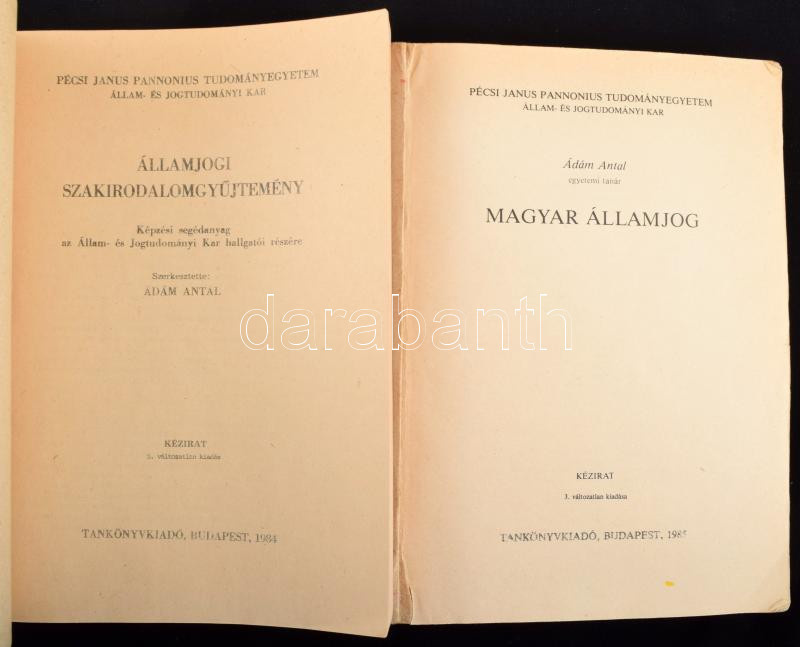 PÉCSI JANUS PANNONIUS TUDOMÁNYEGYETEM
ÁLLAM- ÉS JOGTUDOMÁNYI KAR
ÁLLAMJOGI
SZAKIRODALOMGYŰJTEMÉNY
Képzési segédanyag
az Állam- és Jogtudományi Kar hallgatói részére
Szerkesztette:
ÁDÁM ANTAL
KÉZIRAT
változatlan kiadás
TANKÖNYVKIADÓ, BUDAPEST, 1984
PÉCSI JANUS PANNONIUS TUDOMÁNYEGYETEM
ÁLLAM- ÉS JOGTUDOMÁNYI KAR
Ádám Antal
egyetemi tanár
MAGYAR ÁLLAMJOG
KÉZIRAT
3. változatlan kiadása
TANKÖNYVKIADÓ, BUDAPEST, 1985
darabanth